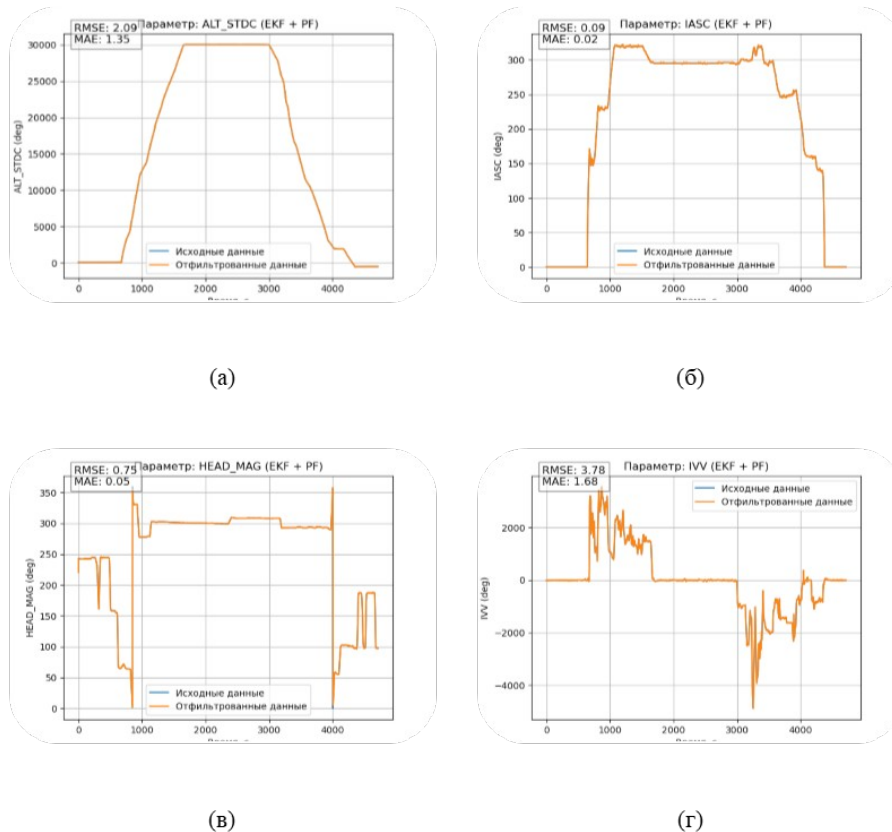 Параметр: ALT_STDC (EKF + PF)
RMSE: 2.09
MAE: 1.35
30000
25000
20000
15000
10000
5000
0
ALT_STDC (deg)
Исходные данные
Отфильтрованные данные
0 1000 2000 3000 4000
Параметр: IASC (EKF + PF)
RMSE: 0.09
MAE: 0.02
300
250
200
150
100
50
0
IASC (deg)
Исходные данные
Отфильтрованные данные
0 1000 2000 3000 4000
(а)
(б)
Параметр: HEAD_MAG (EKF + PF)
RMSE: 0.75
MAE: 0.05
350
300
250
200
150
100
50
0
HEAD_MAG (deg)
Исходные данные
Отфильтрованные данные
0 1000 2000 3000 4000
Параметр: IVV (EKF + PF)
RMSE: 3.78
MAE: 1.68
2000
0
−2000
−4000
IVV (deg)
Исходные данные
Отфильтрованные данные
0 1000 2000 3000 4000
(в)
(г)